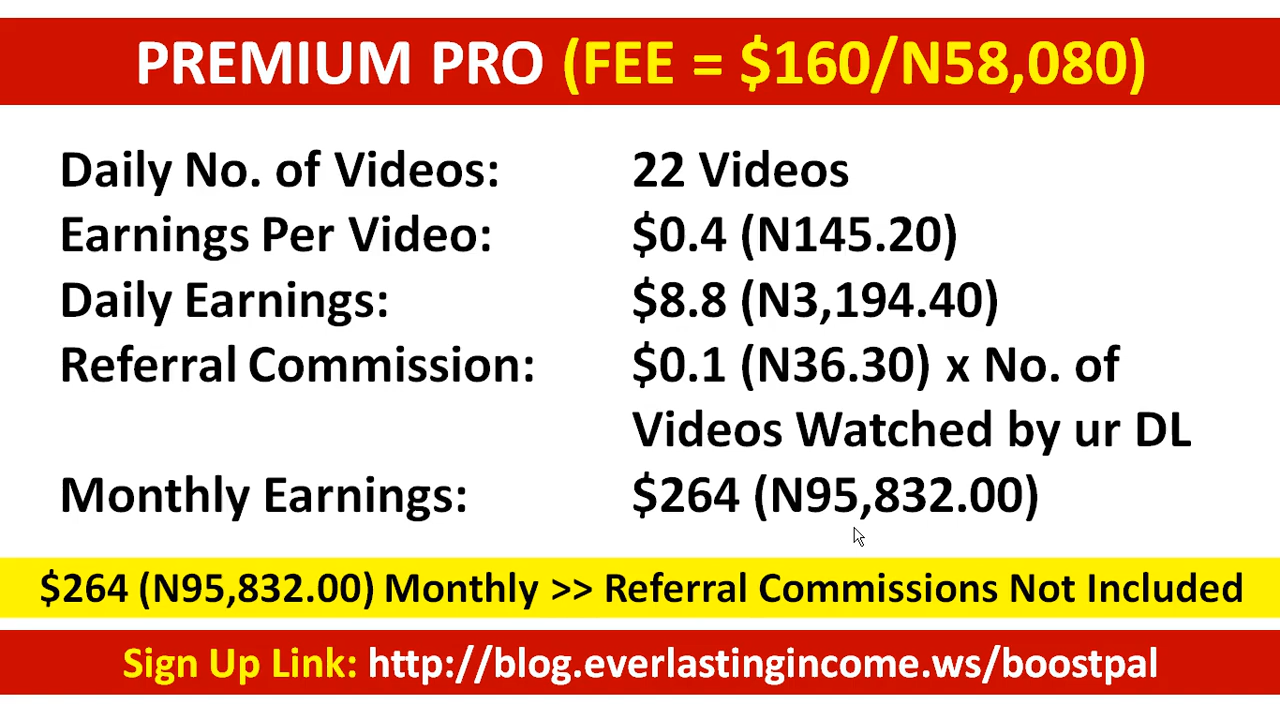 PREMIUM PRO (FEE = $160/N58,080)
Daily No. of Videos: 22 Videos
Earnings Per Video: $0.4 (N145.20)
Daily Earnings: $8.8 (N3,194.40)
Referral Commission: $0.1 (N36.30) x No. of
Videos Watched by ur DL
Monthly Earnings: $264 (N95,832.00)
$264 (N95,832.00) Monthly >> Referral Commissions Not Included
Sign Up Link: http://blog.everlastingincome.ws/boostpal